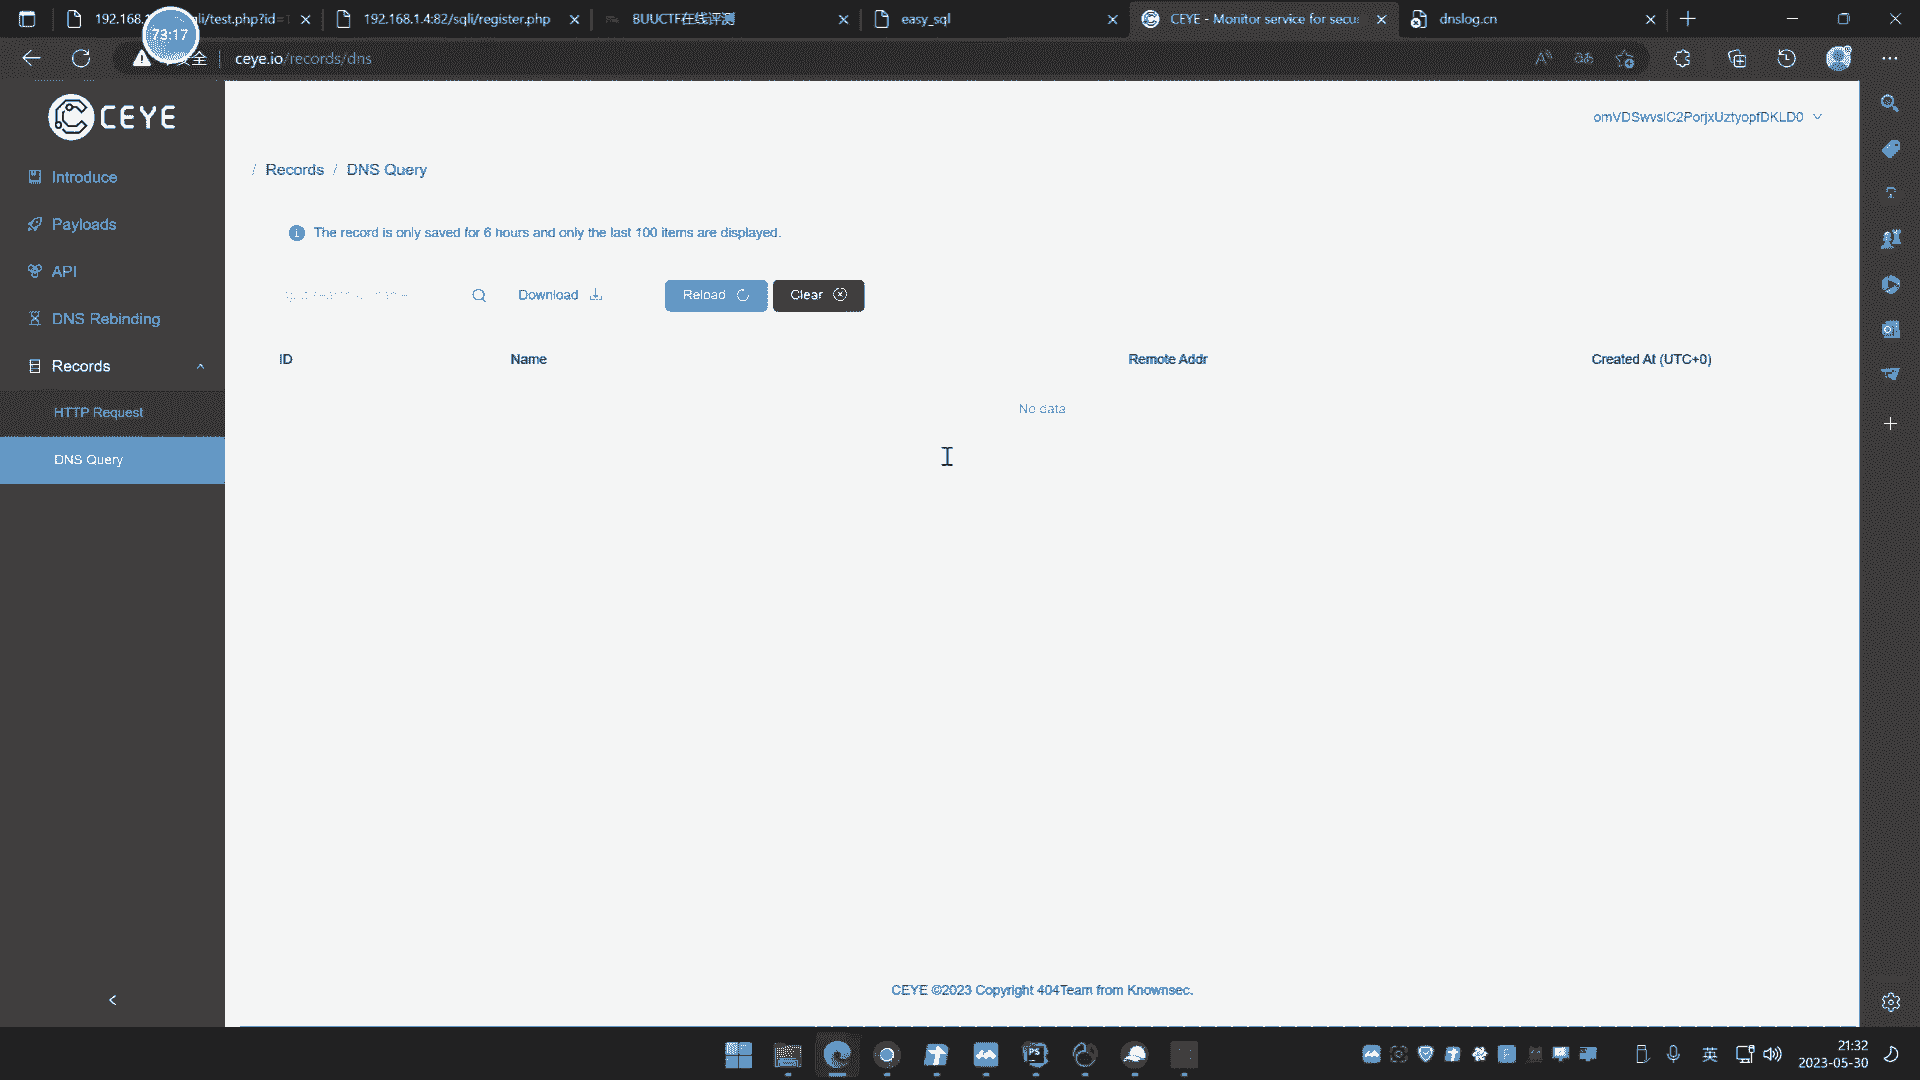 192.168.
qli/test.php?id=
192.168.1.4:82/sqli/register.php
BUUCTF在线评测
easy_sql
CEYE - Monitor service for secu
dnslog.cn
73:17
全
ceye.io/records/dns
CEYE
omVDSwvslC2PorjxUztyopfDKLD0
/ Records / DNS Query
Introduce
Payloads
API
DNS Rebinding
Records
HTTP Request
DNS Query
The record is only saved for 6 hours and only the last 100 items are displayed.
Download
Reload
Clear
ID Name Remote Addr Created At (UTC+0)
No data
CEYE ©2023 Copyright 404Team from Knownsec.
英
21:32
2023-05-30